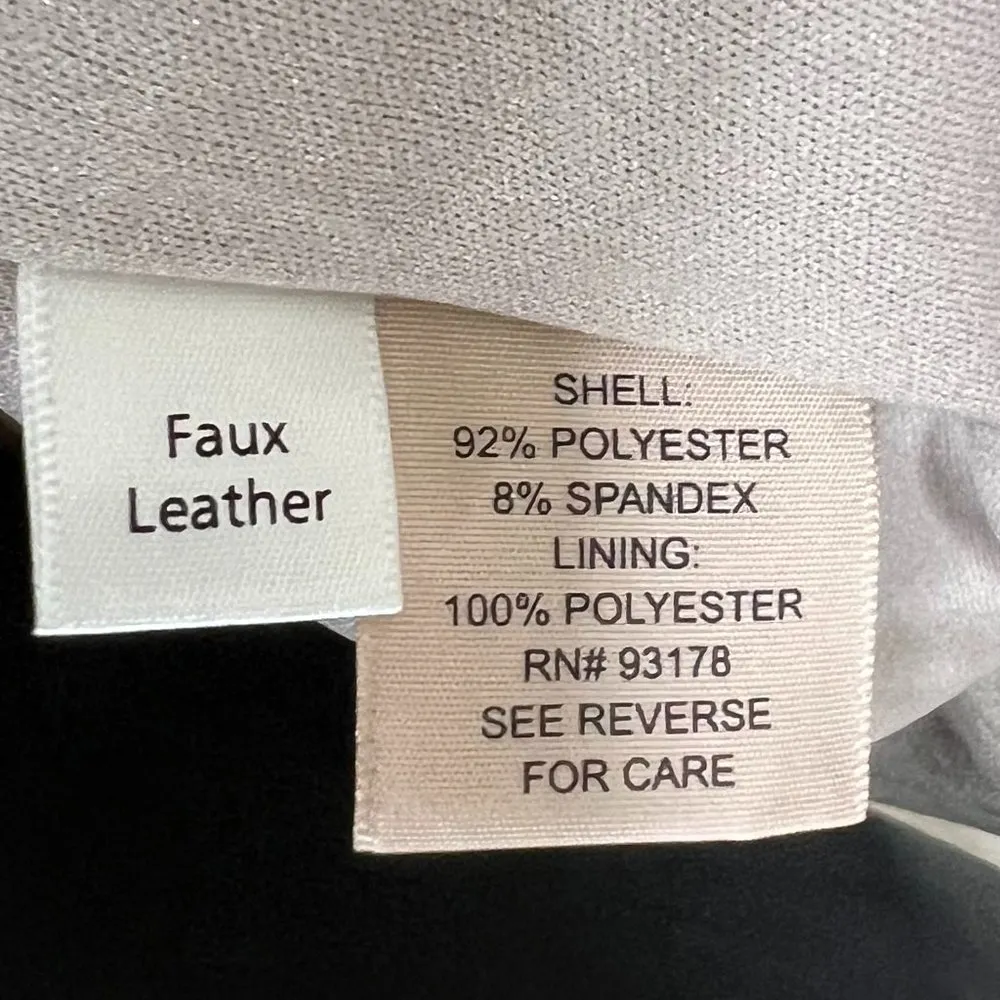 Faux
Leather
SHELL:
92% POLYESTER
8% SPANDEX
LINING:
100% POLYESTER
RN# 93178
SEE REVERSE
FOR CARE